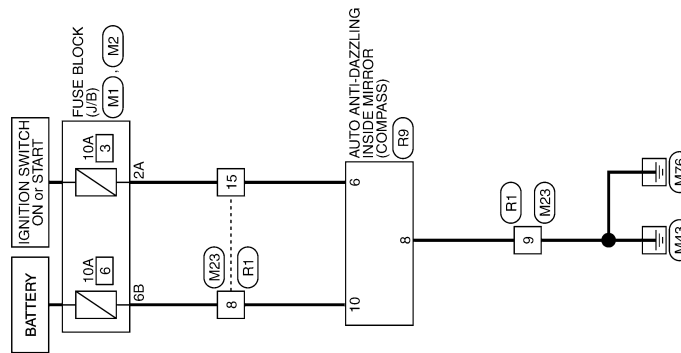 BATTERY
IGNITION SWITCH
ON or START
FUSE BLOCK
(J/B)
M1 , M2
10A
6
10A
3
6B
2A
M23
8
R1
15
10
6
AUTO ANTI-DAZZLING
INSIDE MIRROR
(COMPASS)
R9
8
R1
9
M23
M43
M76